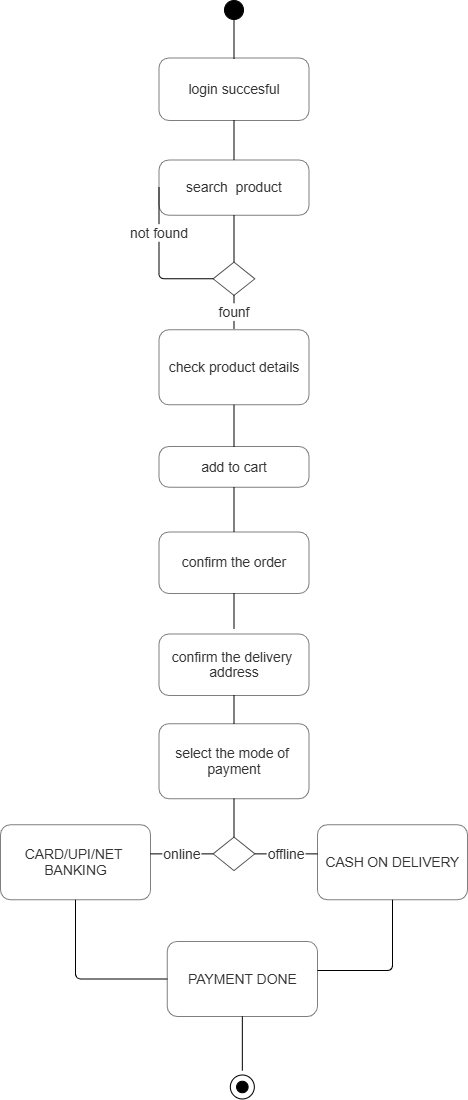 login succesful
search  product
not found
founf
check product details
add to cart
confirm the order
confirm the delivery
address
select the mode of
payment
online
offline
CARD/UPI/NET
BANKING
CASH ON DELIVERY
PAYMENT DONE